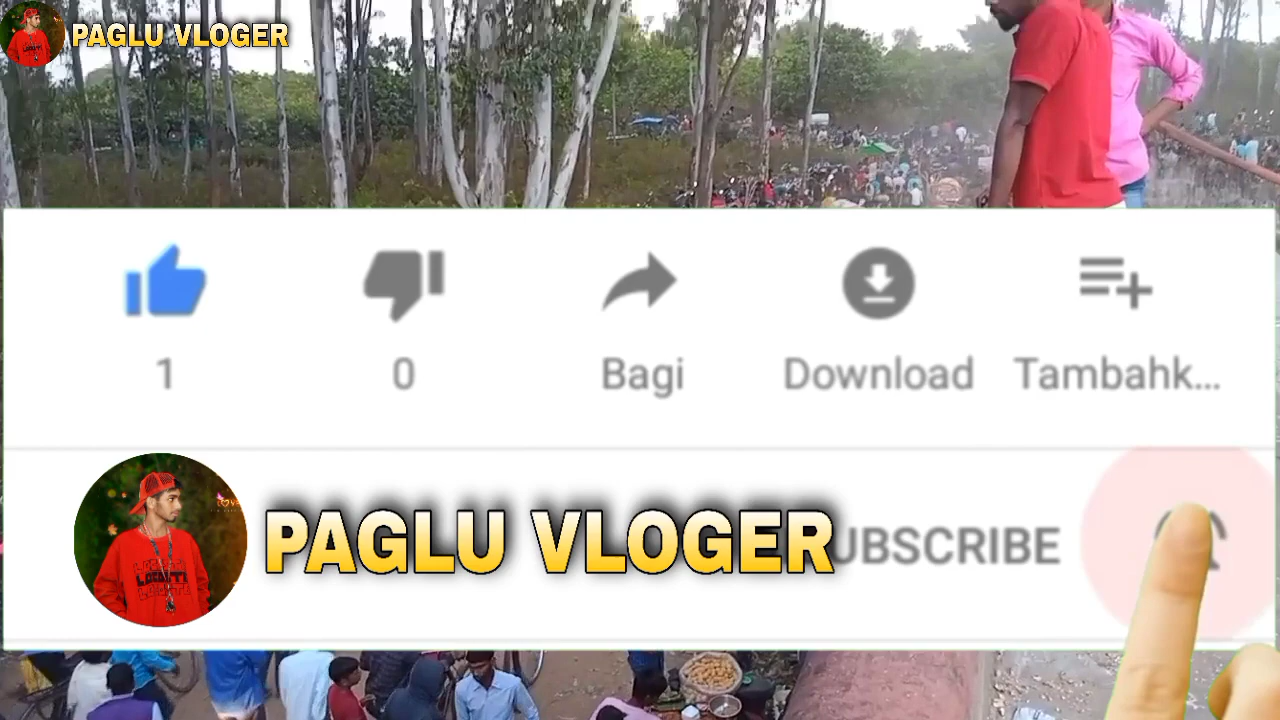 PAGLU VLOGER
1
0
Bagi
Download
Tambahk...
PAGLU VLOGER
UBSCRIBE